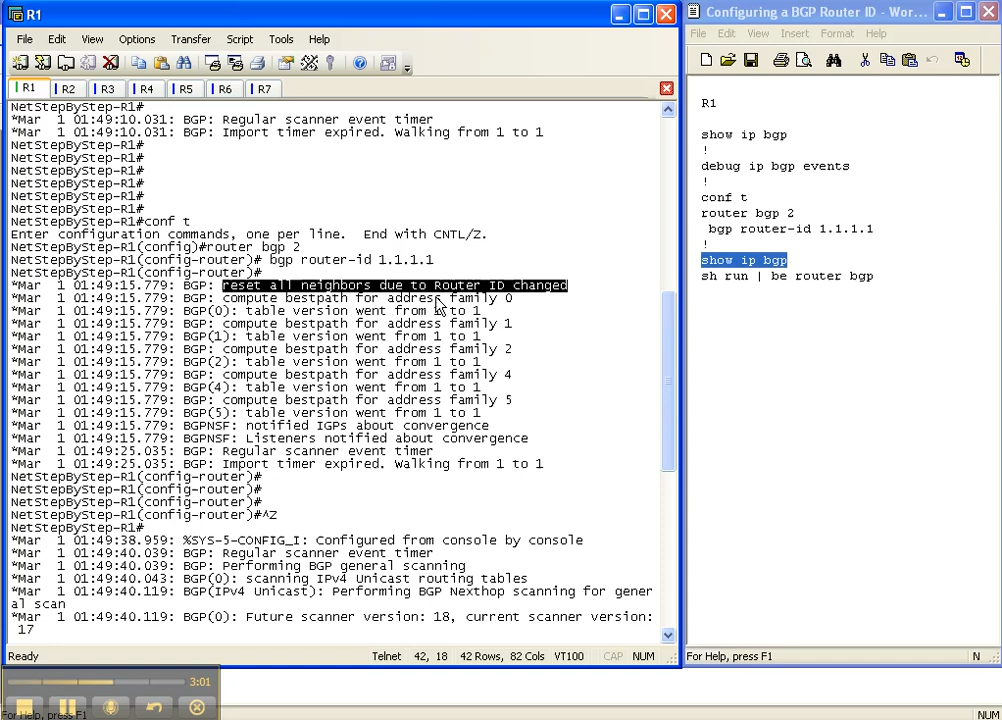 R1
File Edit View Options Transfer Script Tools Help
R1 R2 R3 R4 R5 R6 R7
NetStepByStep-R1#
*Mar 1 01:49:10.031: BGP: Regular scanner event timer
*Mar 1 01:49:10.031: BGP: Import timer expired. Walking from 1 to 1
NetStepByStep-R1#
NetStepByStep-R1#
NetStepByStep-R1#
NetStepByStep-R1#
NetStepByStep-R1#
NetStepByStep-R1#
NetStepByStep-R1#conf t
Enter configuration commands, one per line. End with CNTL/Z.
NetStepByStep-R1(config)#router bgp 2
NetStepByStep-R1(config-router)# bgp router-id 1.1.1.1
NetStepByStep-R1(config-router)#
*Mar 1 01:49:15.779: BGP: reset all neighbors due to Router ID changed
*Mar 1 01:49:15.779: BGP: compute bestpath for address family 0
*Mar 1 01:49:15.779: BGP(0): table version went from 1 to 1
*Mar 1 01:49:15.779: BGP: compute bestpath for address family 1
*Mar 1 01:49:15.779: BGP(1): table version went from 1 to 1
*Mar 1 01:49:15.779: BGP: compute bestpath for address family 2
*Mar 1 01:49:15.779: BGP(2): table version went from 1 to 1
*Mar 1 01:49:15.779: BGP: compute bestpath for address family 4
*Mar 1 01:49:15.779: BGP(4): table version went from 1 to 1
*Mar 1 01:49:15.779: BGP: compute bestpath for address family 5
*Mar 1 01:49:15.779: BGP(5): table version went from 1 to 1
*Mar 1 01:49:15.779: BGPNSF: notified IGPs about convergence
*Mar 1 01:49:15.779: BGPNSF: Listeners notified about convergence
*Mar 1 01:49:25.035: BGP: Regular scanner event timer
*Mar 1 01:49:25.035: BGP: Import timer expired. Walking from 1 to 1
NetStepByStep-R1(config-router)#
NetStepByStep-R1(config-router)#
NetStepByStep-R1(config-router)#
NetStepByStep-R1(config-router)#^Z
NetStepByStep-R1#
*Mar 1 01:49:38.959: %SYS-5-CONFIG_I: Configured from console by console
*Mar 1 01:49:40.039: BGP: Regular scanner event timer
*Mar 1 01:49:40.039: BGP: Performing BGP general scanning
*Mar 1 01:49:40.043: BGP(0): scanning IPv4 Unicast routing tables
*Mar 1 01:49:40.119: BGP(IPv4 Unicast): Performing BGP Nexthop scanning for gener
al scan
*Mar 1 01:49:40.119: BGP(0): Future scanner version: 18, current scanner version:
17
Ready Telnet 42, 18 42 Rows, 82 Cols VT100 CAP NUM
3:01
For Help, press F1
NUM
Configuring a BGP Router ID - Wor...
File Edit View Insert Format Help
R1
show ip bgp
!
debug ip bgp events
!
conf t
router bgp 2
bgp router-id 1.1.1.1
!
show ip bgp
sh run | be router bgp
For Help, press F1 N